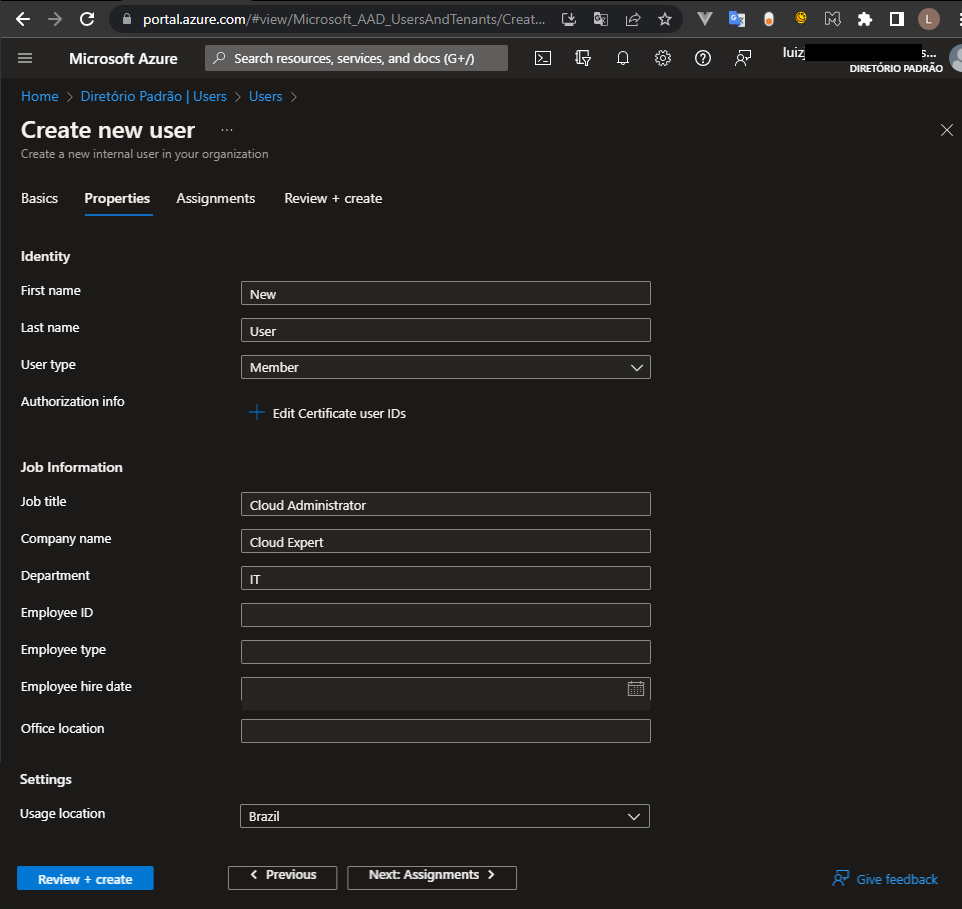 portal.azure.com/#view/Microsoft_AAD_UsersAndTenants/Creat...
L
Microsoft Azure
Search resources, services, and docs (G+/)
luiz s...
DIRETÓRIO PADRÃO
Home > Diretório Padrão | Users > Users >
Create new user ...
Create a new internal user in your organization
Basics Properties Assignments Review + create
Identity
First name New
Last name User
User type Member
Authorization info
+ Edit Certificate user IDs
Job Information
Job title Cloud Administrator
Company name Cloud Expert
Department IT
Employee ID
Employee type
Employee hire date
Office location
Settings
Usage location Brazil
Review + create < Previous Next: Assignments > Give feedback